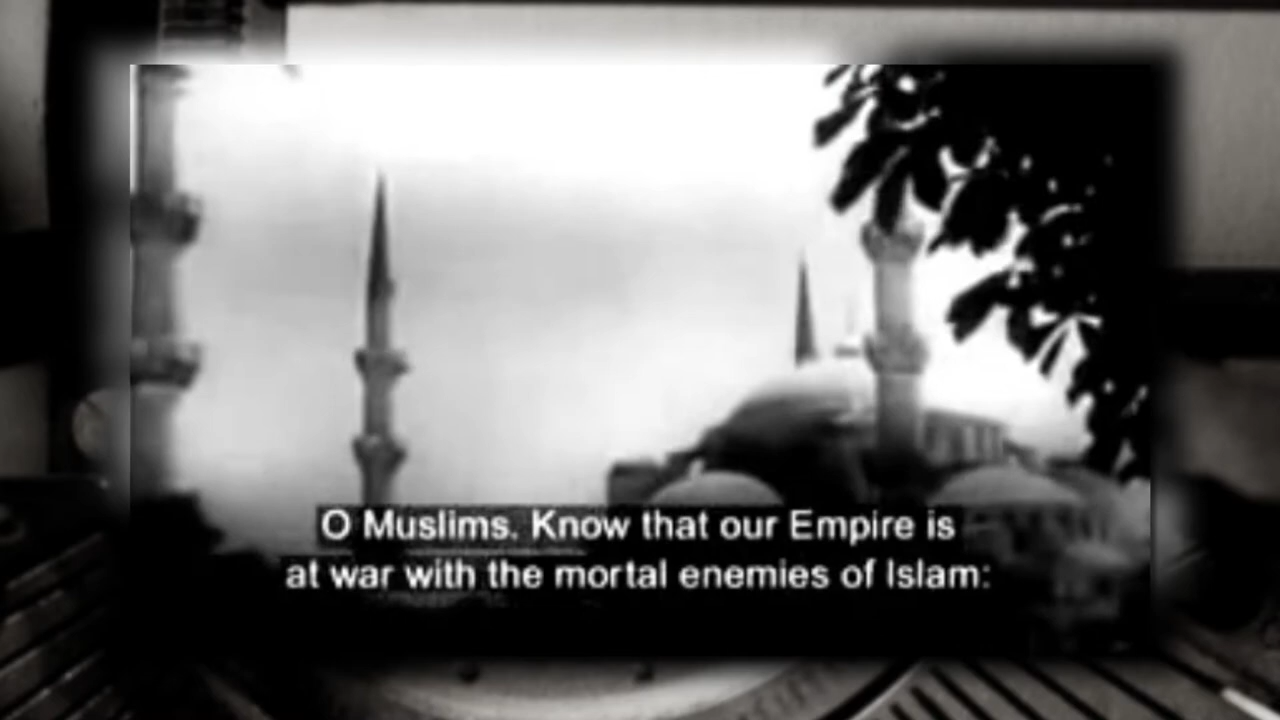 O Muslims. Know that our Empire is
at war with the mortal enemies of Islam: